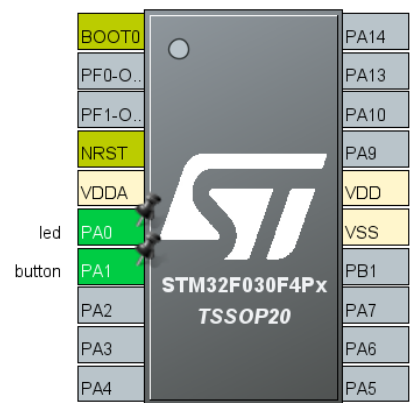 BOOT0 PA14
PF0-O.. PA13
PF1-O.. PA10
NRST PA9
VDDA VDD
led PA0 VSS
button PA1 PB1
STM32F030F4Px
TSSOP20
PA2 PA7
PA3 PA6
PA4 PA5